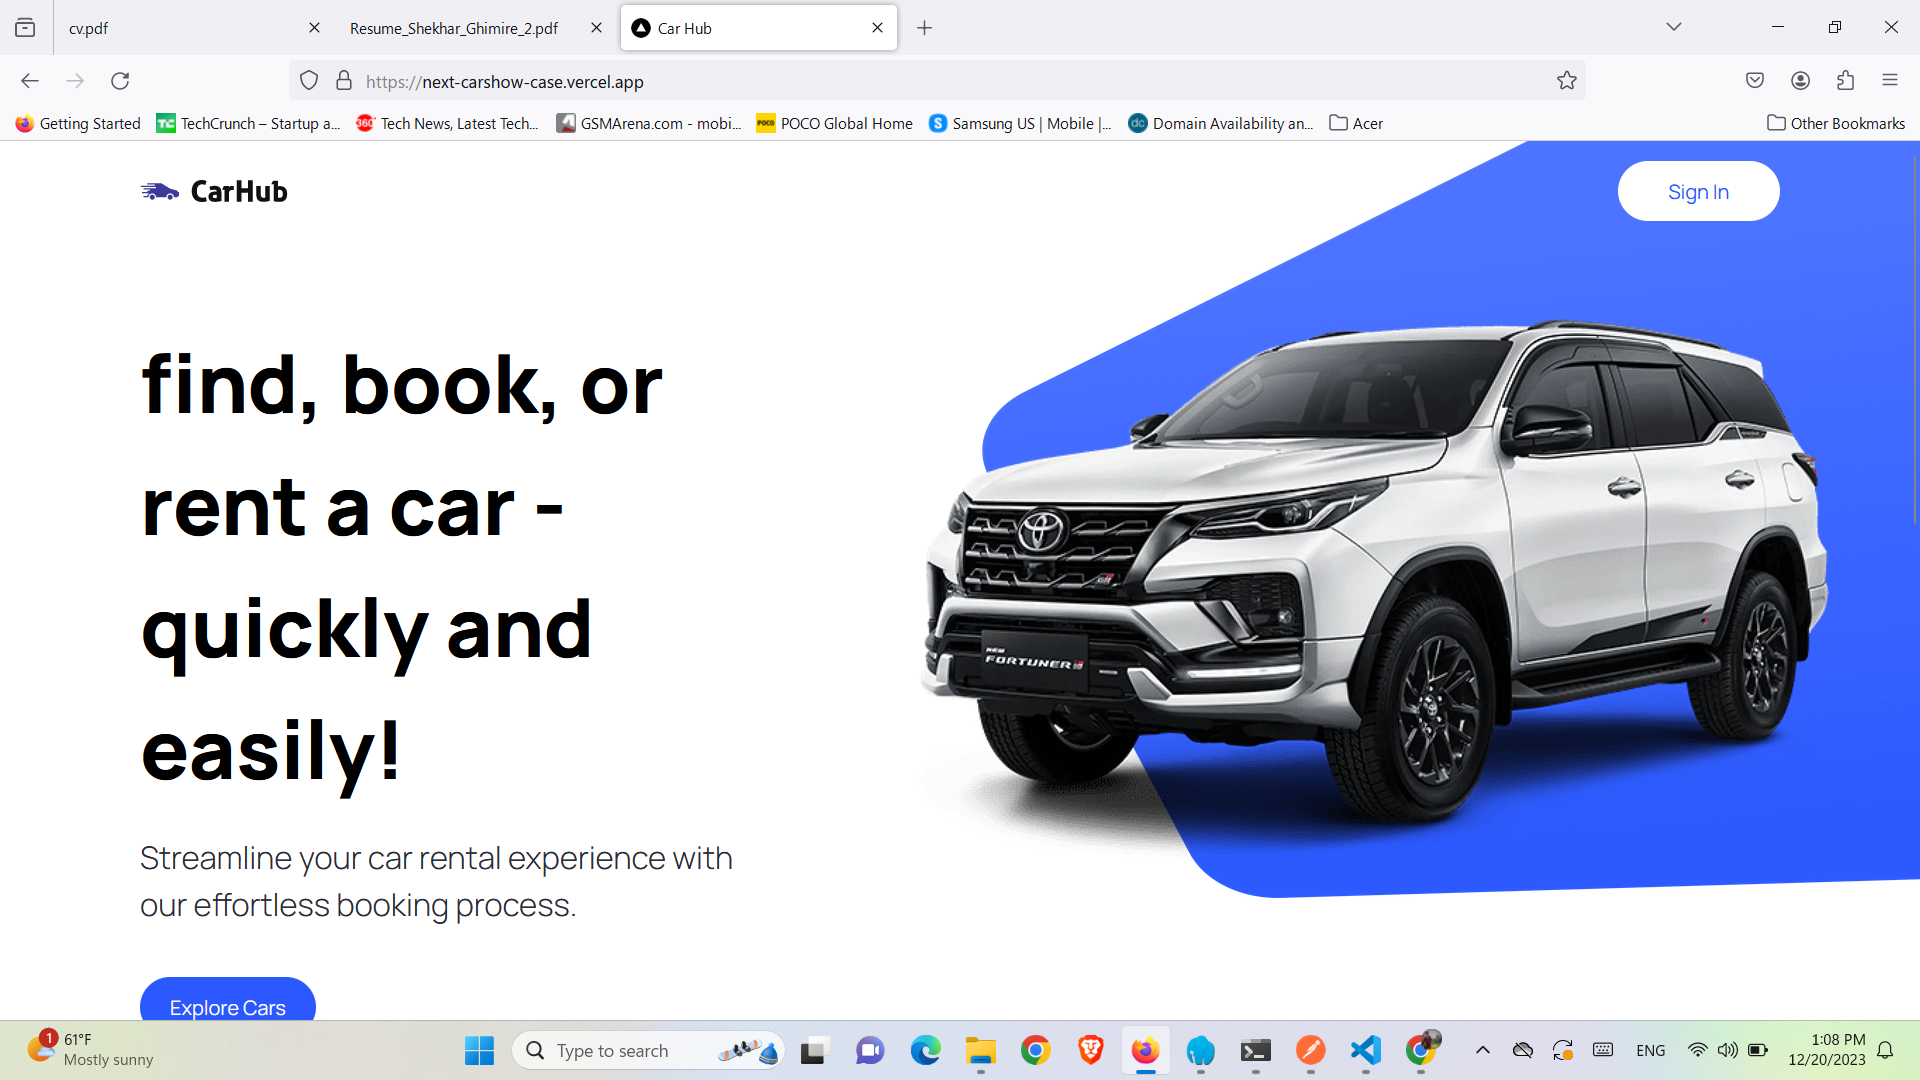 cv.pdf
Resume_Shekhar_Ghimire_2.pdf
Car Hub
https://next-carshow-case.vercel.app
Getting Started
TechCrunch – Startup a...
360
Tech News, Latest Tech...
GSMArena.com - mobi...
POCO Global Home
Samsung US | Mobile |...
Domain Availability an...
Acer
Other Bookmarks
CarHub
Sign In
find, book, or
rent a car -
quickly and
easily!
NEW
FORTUNER
Streamline your car rental experience with
our effortless booking process.
Explore Cars
1
61°F
Mostly sunny
Type to search
ENG
1:08 PM
12/20/2023